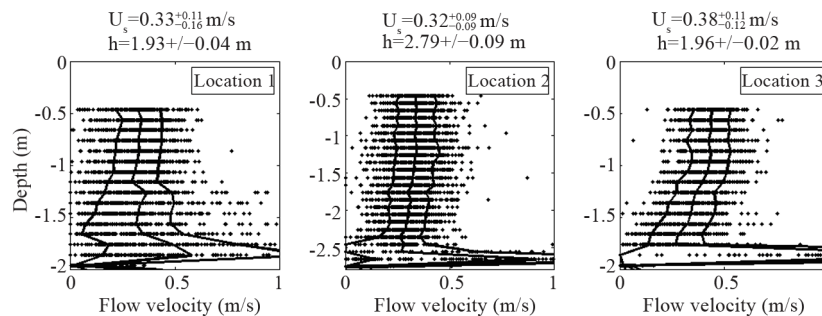 U_s=0.33^{+0.11}_{−0.16} m/s
h=1.93+/−0.04 m
U_s=0.32^{+0.09}_{−0.09} m/s
h=2.79+/−0.09 m
U_s=0.38^{+0.11}_{−0.12} m/s
h=1.96+/−0.02 m
Location 1
Location 2
Location 3
Depth (m)
0
-0.5
-1
-1.5
-2
0
-0.5
-1
-1.5
-2
-2.5
0
-0.5
-1
-1.5
-2
0 0.5 1
0 0.5 1
0 0.5 1
Flow velocity (m/s)
Flow velocity (m/s)
Flow velocity (m/s)